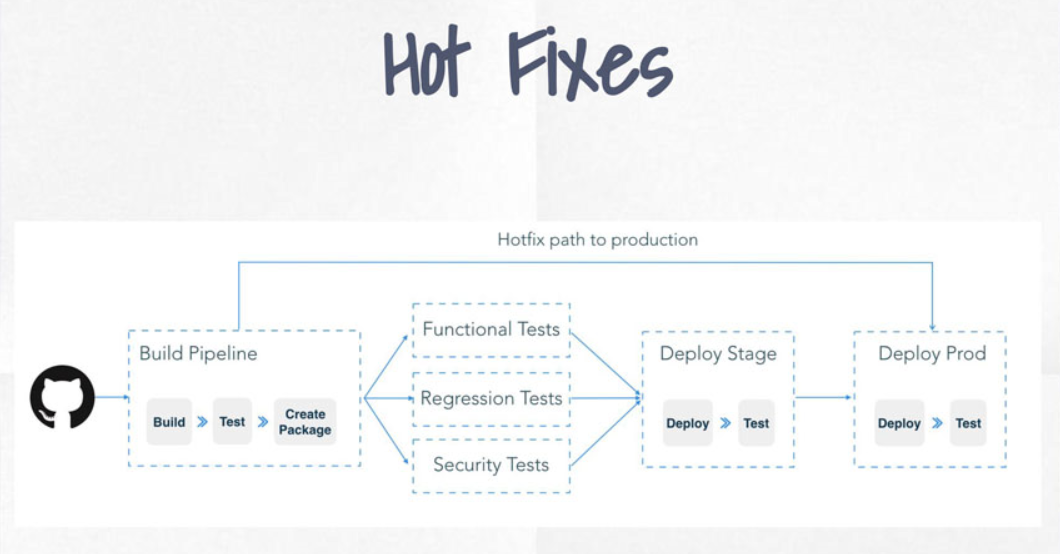 Hot Fixes
Hotfix path to production
Build Pipeline
Build
Test
Create
Package
Functional Tests
Regression Tests
Security Tests
Deploy Stage
Deploy
Test
Deploy Prod
Deploy
Test